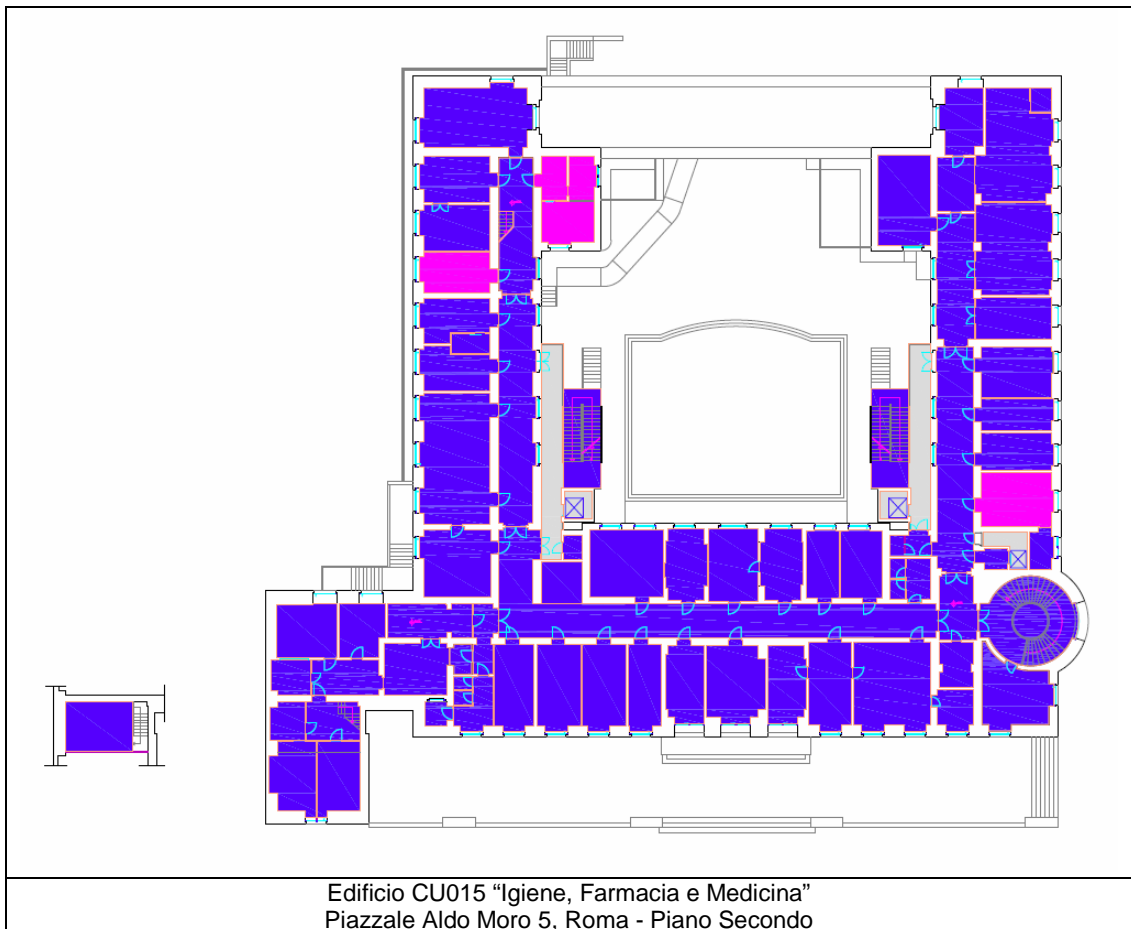 Edificio CU015 “Igiene, Farmacia e Medicina”
Piazzale Aldo Moro 5, Roma - Piano Secondo